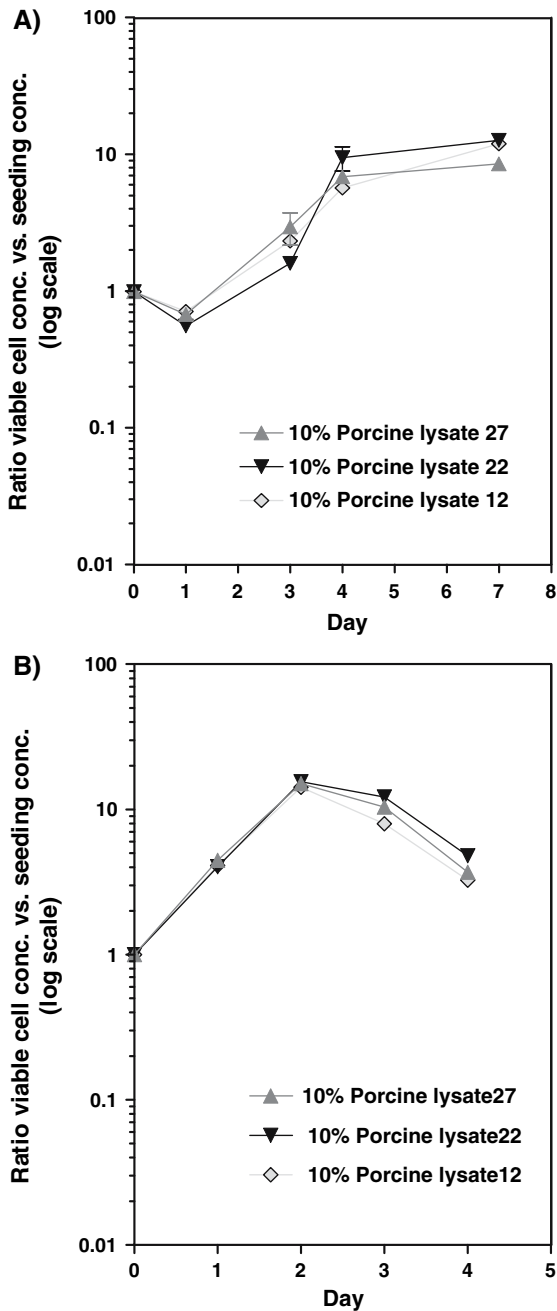 A)
100
10
1
0.1
0.01
Ratio viable cell conc. vs. seeding conc.
(log scale)
10% Porcine lysate 27
10% Porcine lysate 22
10% Porcine lysate 12
0 1 2 3 4 5 6 7 8
Day
B)
100
10
1
0.1
0.01
Ratio viable cell conc. vs. seeding conc.
(log scale)
10% Porcine lysate27
10% Porcine lysate22
10% Porcine lysate12
0 1 2 3 4 5
Day